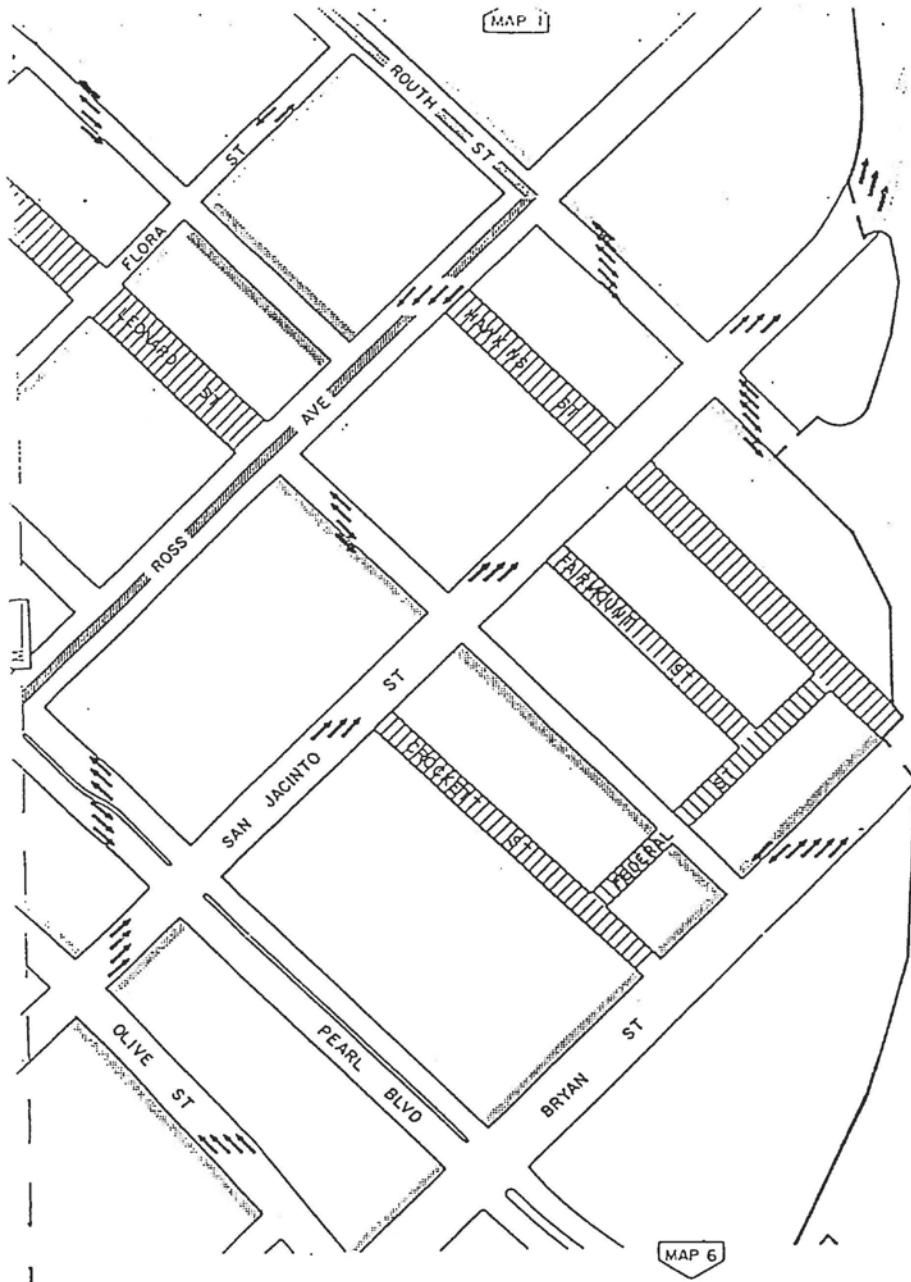 MAP 1
ROUTH ST
FLORA ST
LEONARD ST
HAWKINS ST
ROSS AVE
FAIRMOUNT ST
SAN JACINTO ST
CROCKETT ST
FEDERAL ST
OLIVE ST
PEARL BLVD
BRYAN ST
MAP 6
M